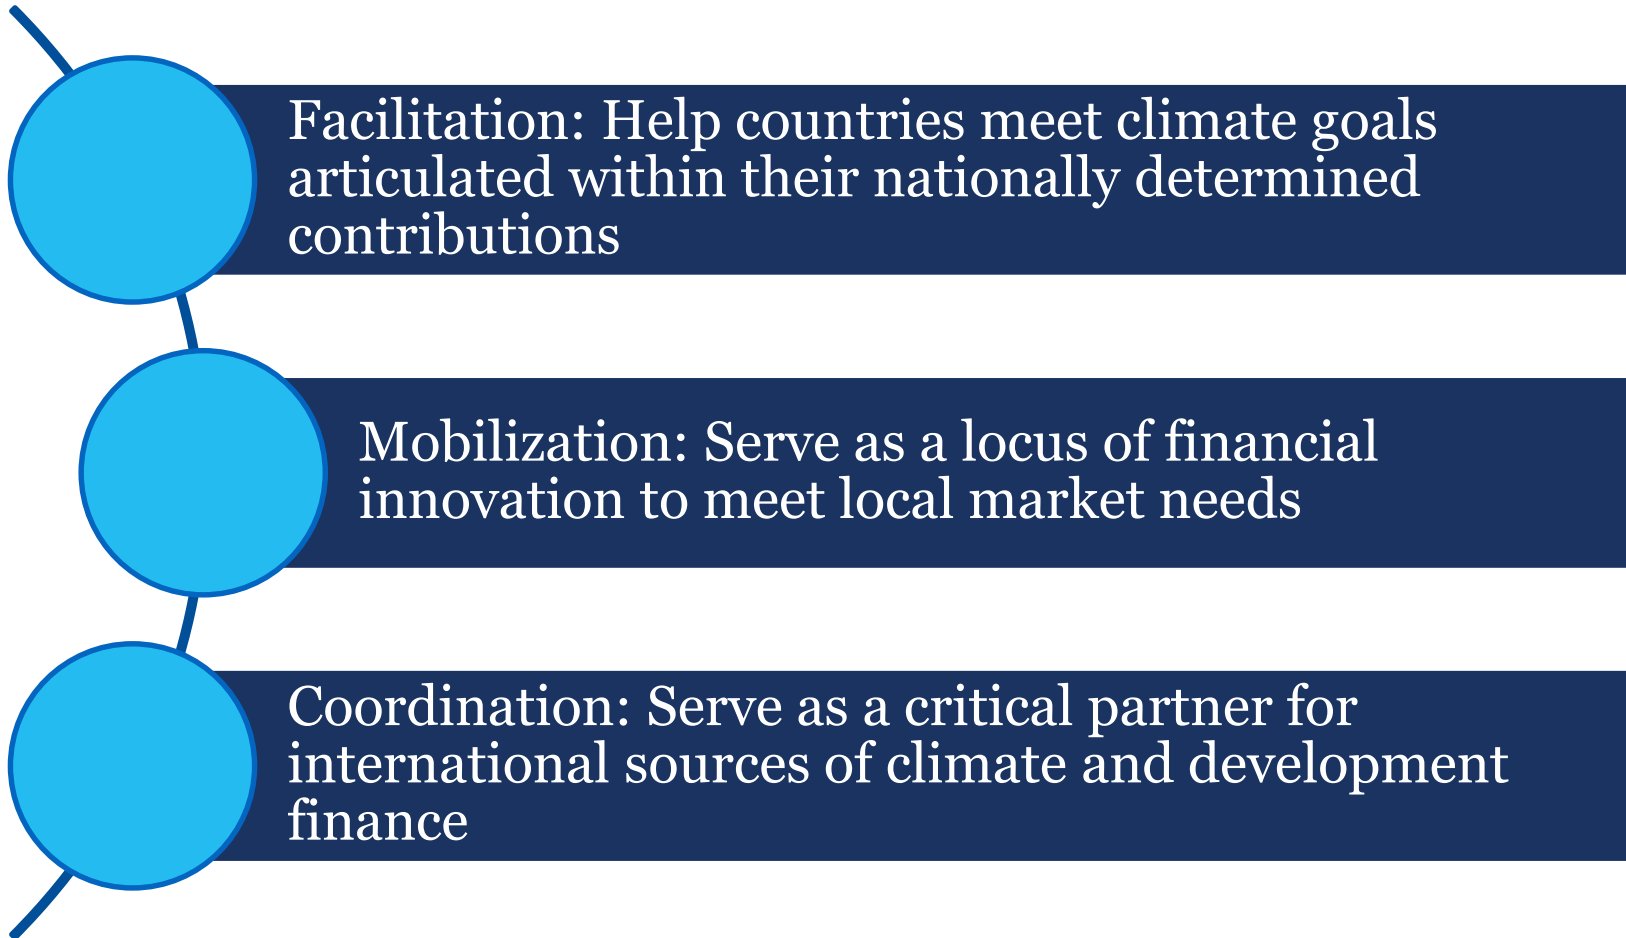 Facilitation: Help countries meet climate goals
articulated within their nationally determined
contributions
Mobilization: Serve as a locus of financial
innovation to meet local market needs
Coordination: Serve as a critical partner for
international sources of climate and development
finance